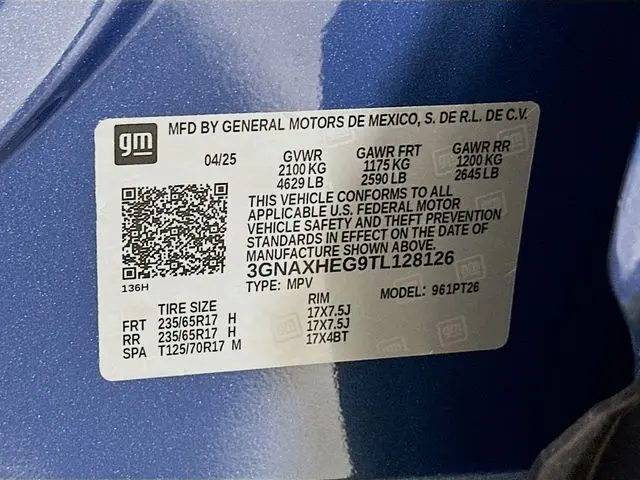 gm
MFD BY GENERAL MOTORS DE MEXICO, S. DE R.L. DE C.V.
04/25 GVWR GAWR FRT GAWR RR
2100 KG 1175 KG 1200 KG
4629 LB 2590 LB 2645 LB
THIS VEHICLE CONFORMS TO ALL
APPLICABLE U.S. FEDERAL MOTOR
VEHICLE SAFETY AND THEFT PREVENTION
STANDARDS IN EFFECT ON THE DATE OF
MANUFACTURE SHOWN ABOVE.
3GNAXHEG9TL128126
136H
TYPE: MPV MODEL: 961PT26
TIRE SIZE RIM
FRT 235/65R17 H 17X7.5J
RR 235/65R17 H 17X7.5J
SPA T125/70R17 M 17X4BT